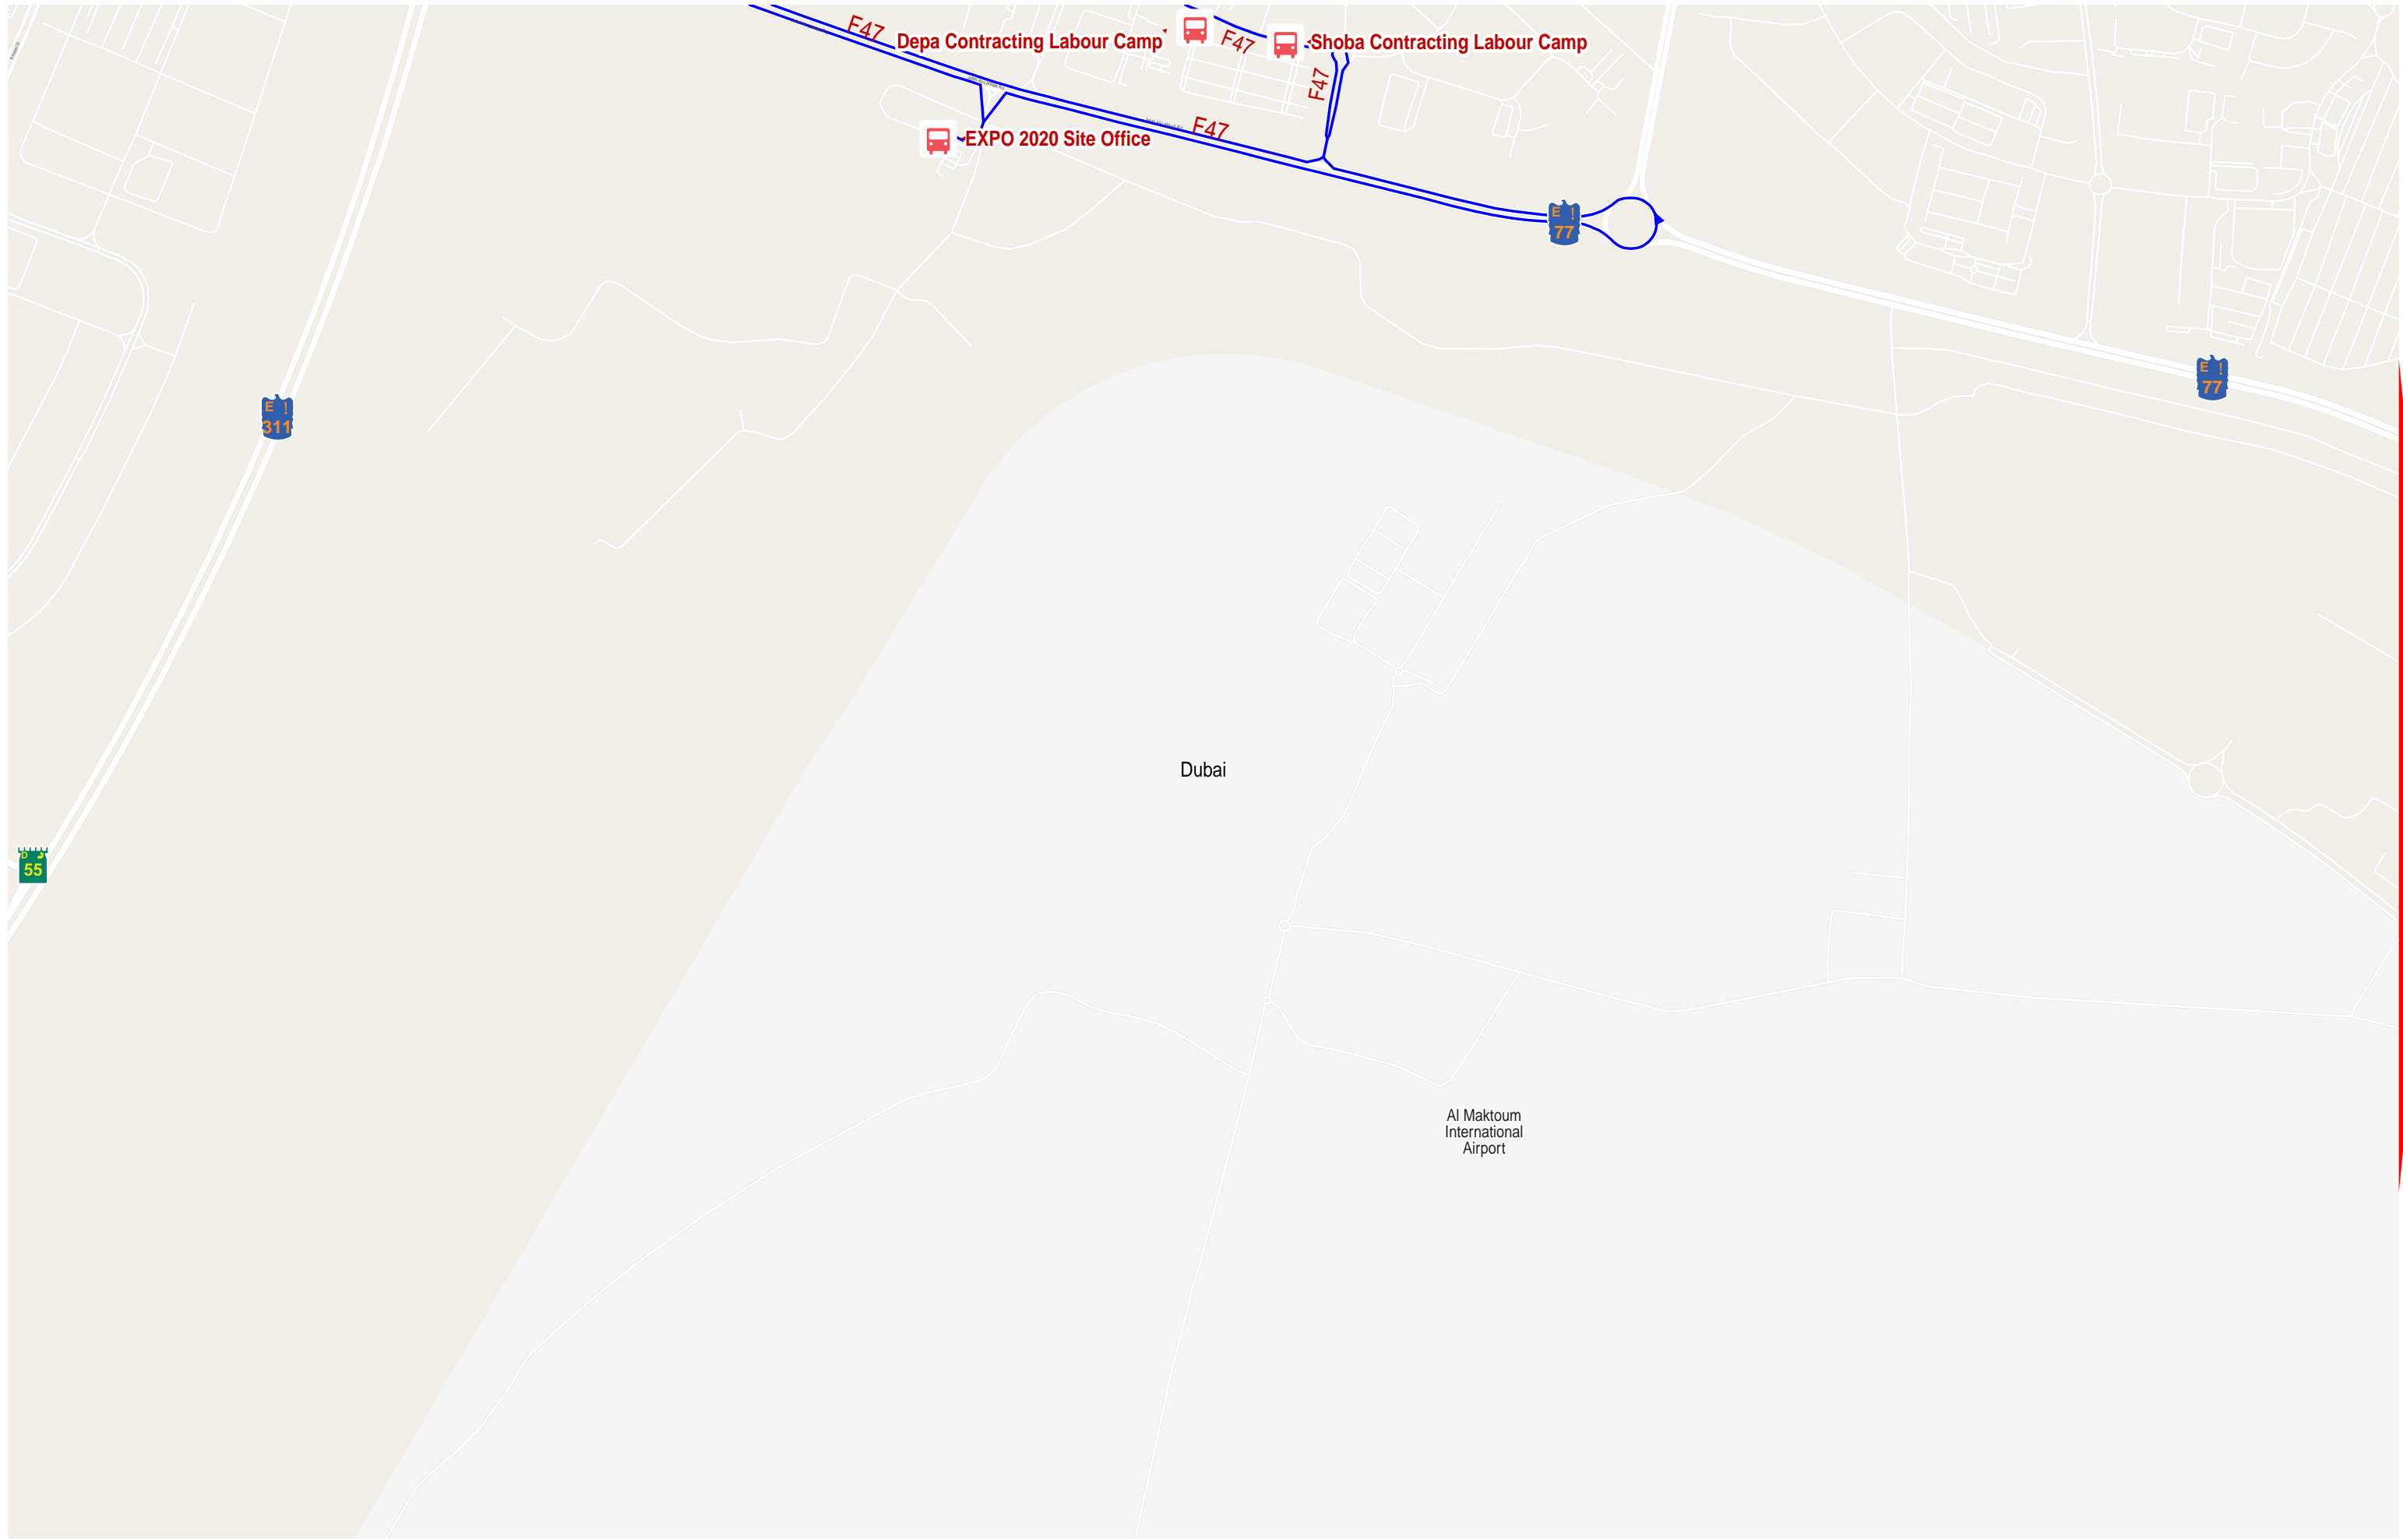 F47
Depa Contracting Labour Camp
F47
Shoba Contracting Labour Camp
F47
F47
EXPO 2020 Site Office
E
77
E
77
E
311
Dubai
D
55
Al Maktoum
International
Airport